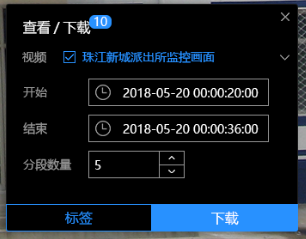 查看 / 下载 10
视频 珠江新城派出所监控画面
开始 2018-05-20 00:00:20:00
结束 2018-05-20 00:00:36:00
分段数量 5
标签 下载